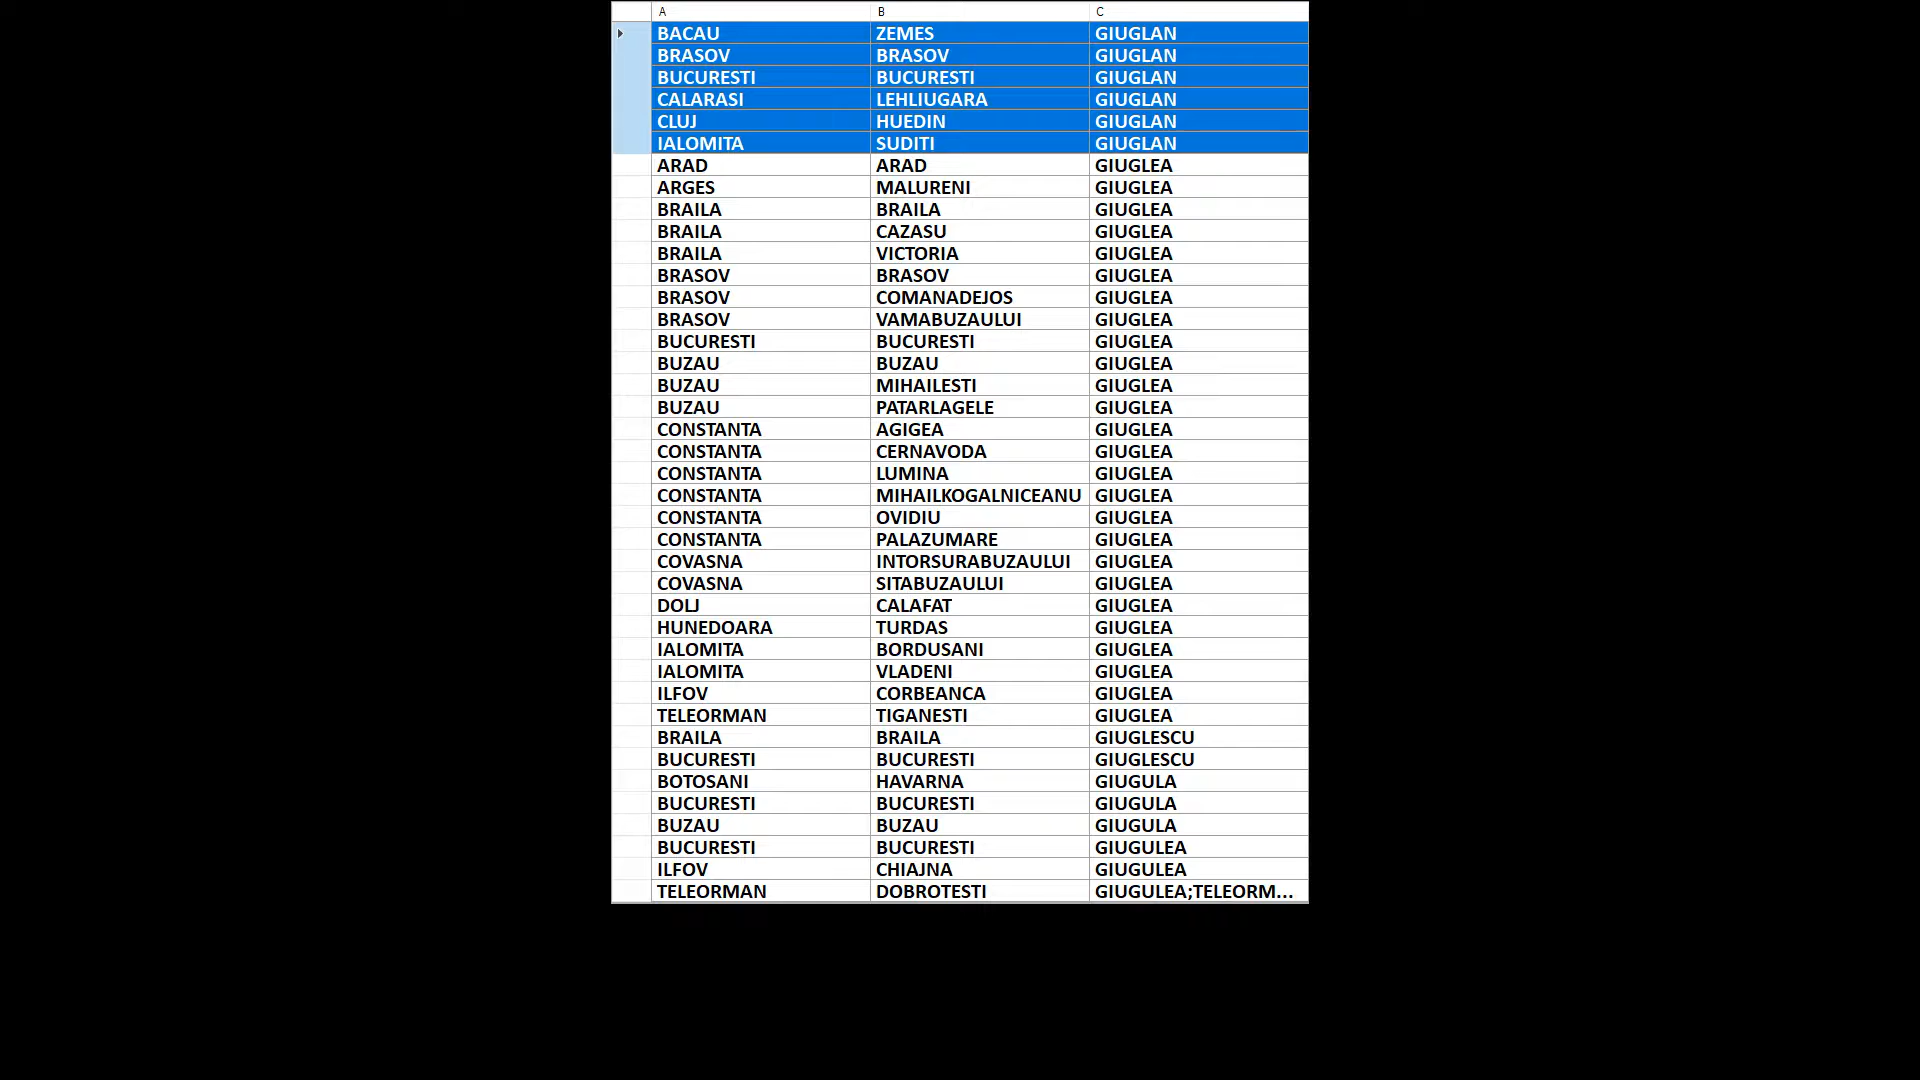 A B C
BACAU ZEMES GIUGLAN
BRASOV BRASOV GIUGLAN
BUCURESTI BUCURESTI GIUGLAN
CALARASI LEHLIUGARA GIUGLAN
CLUJ HUEDIN GIUGLAN
IALOMITA SUDITI GIUGLAN
ARAD ARAD GIUGLEA
ARGES MALURENI GIUGLEA
BRAILA BRAILA GIUGLEA
BRAILA CAZASU GIUGLEA
BRAILA VICTORIA GIUGLEA
BRASOV BRASOV GIUGLEA
BRASOV COMANADEJOS GIUGLEA
BRASOV VAMABUZAULUI GIUGLEA
BUCURESTI BUCURESTI GIUGLEA
BUZAU BUZAU GIUGLEA
BUZAU MIHAILESTI GIUGLEA
BUZAU PATARLAGELE GIUGLEA
CONSTANTA AGIGEA GIUGLEA
CONSTANTA CERNAVODA GIUGLEA
CONSTANTA LUMINA GIUGLEA
CONSTANTA MIHAILKOGALNICEANU GIUGLEA
CONSTANTA OVIDIU GIUGLEA
CONSTANTA PALAZUMARE GIUGLEA
COVASNA INTORSURABUZAULUI GIUGLEA
COVASNA SITABUZAULUI GIUGLEA
DOLJ CALAFAT GIUGLEA
HUNEDOARA TURDAS GIUGLEA
IALOMITA BORDUSANI GIUGLEA
IALOMITA VLADENI GIUGLEA
ILFOV CORBEANCA GIUGLEA
TELEORMAN TIGANESTI GIUGLEA
BRAILA BRAILA GIUGLESCU
BUCURESTI BUCURESTI GIUGLESCU
BOTOSANI HAVARNA GIUGULA
BUCURESTI BUCURESTI GIUGULA
BUZAU BUZAU GIUGULA
BUCURESTI BUCURESTI GIUGULEA
ILFOV CHIAJNA GIUGULEA
TELEORMAN DOBROTESTI GIUGULEA;TELEORM...